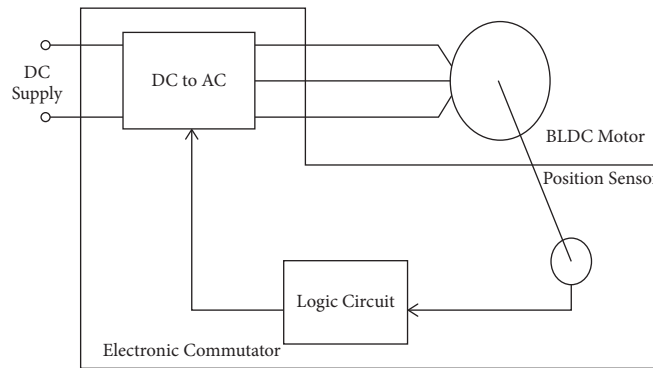 DC
Supply
DC to AC
BLDC Motor
Position Sensor
Logic Circuit
Electronic Commutator